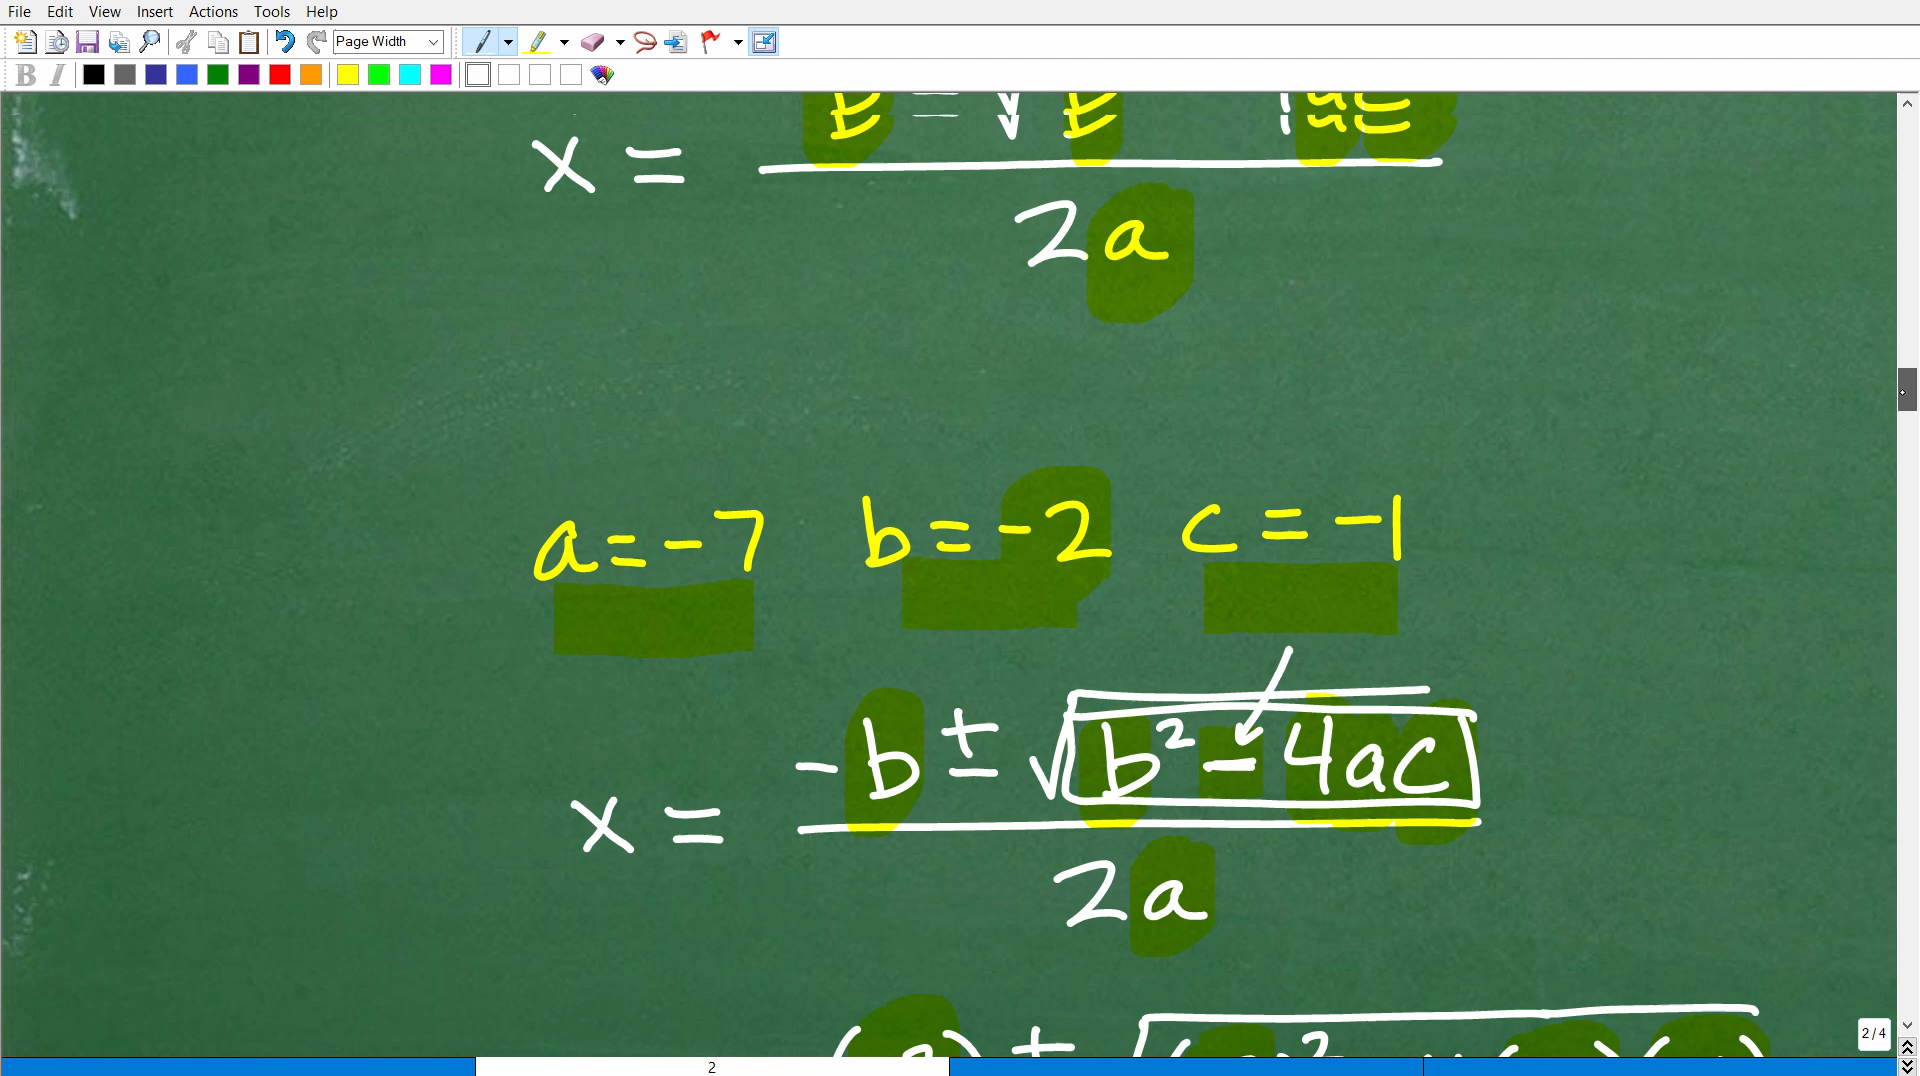 File Edit View Insert Actions Tools Help
Page Width
B I
x =
2a
a = -7 b = -2 c = -1
-b ± √b² - 4ac
x =
2a
2 / 4
2